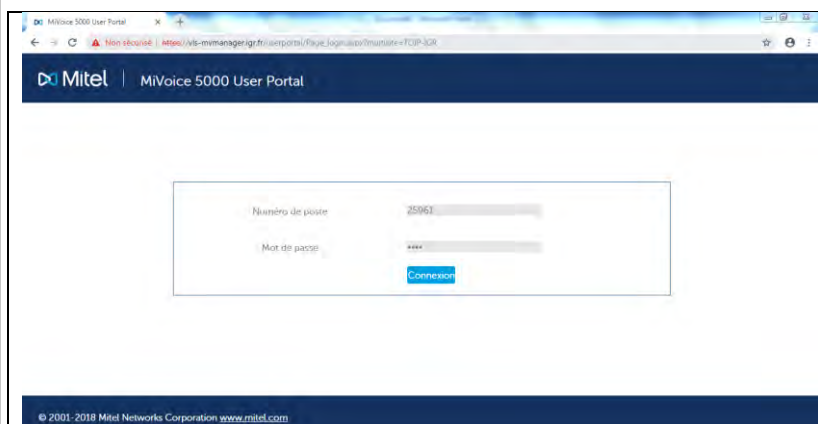 MiVoice 5000 User Portal
Non sécurisé
Mitel | MiVoice 5000 User Portal
Numéro de poste 25961
Mot de passe ****
Connexion
© 2001-2018 Mitel Networks Corporation www.mitel.com